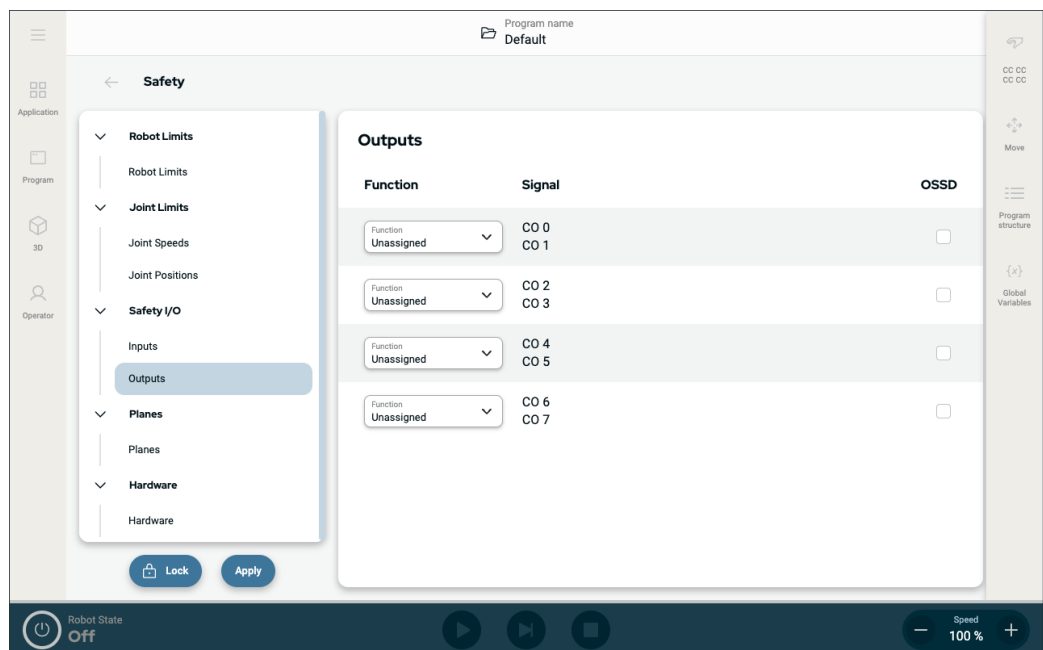 Program name
Default
Safety
Application
Program
3D
Operator
Robot Limits
Robot Limits
Joint Limits
Joint Speeds
Joint Positions
Safety I/O
Inputs
Outputs
Planes
Planes
Hardware
Hardware
Lock
Apply
Outputs
Function Signal OSSD
Function
Unassigned
CO 0
CO 1
Function
Unassigned
CO 2
CO 3
Function
Unassigned
CO 4
CO 5
Function
Unassigned
CO 6
CO 7
CC CC
CC CC
Move
Program
structure
{x}
Global
Variables
Robot State
Off
Speed
100 %